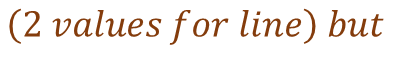 (2 values for line) but